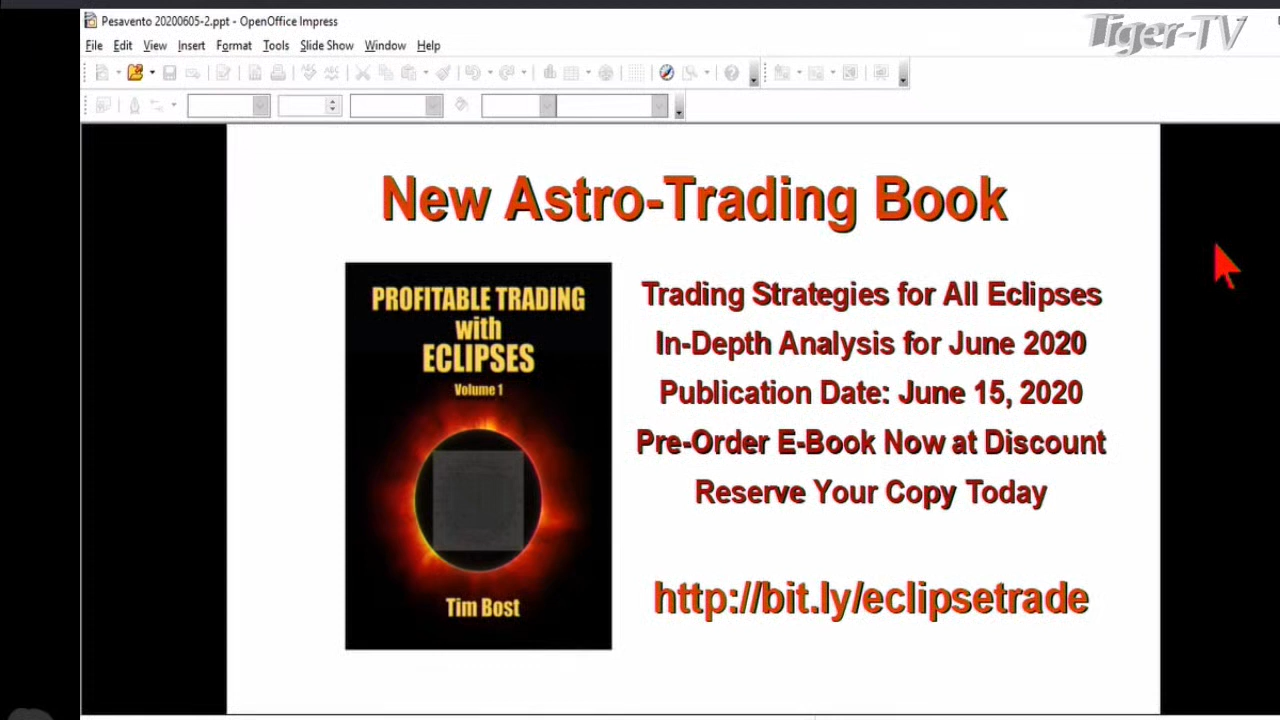 Pesavento 20200605-2.ppt - OpenOffice Impress
Tiger-TV
File Edit View Insert Format Tools Slide Show Window Help
New Astro-Trading Book
PROFITABLE TRADING
with
ECLIPSES
Volume 1
Tim Bost
Trading Strategies for All Eclipses
In-Depth Analysis for June 2020
Publication Date: June 15, 2020
Pre-Order E-Book Now at Discount
Reserve Your Copy Today
http://bit.ly/eclipsetrade